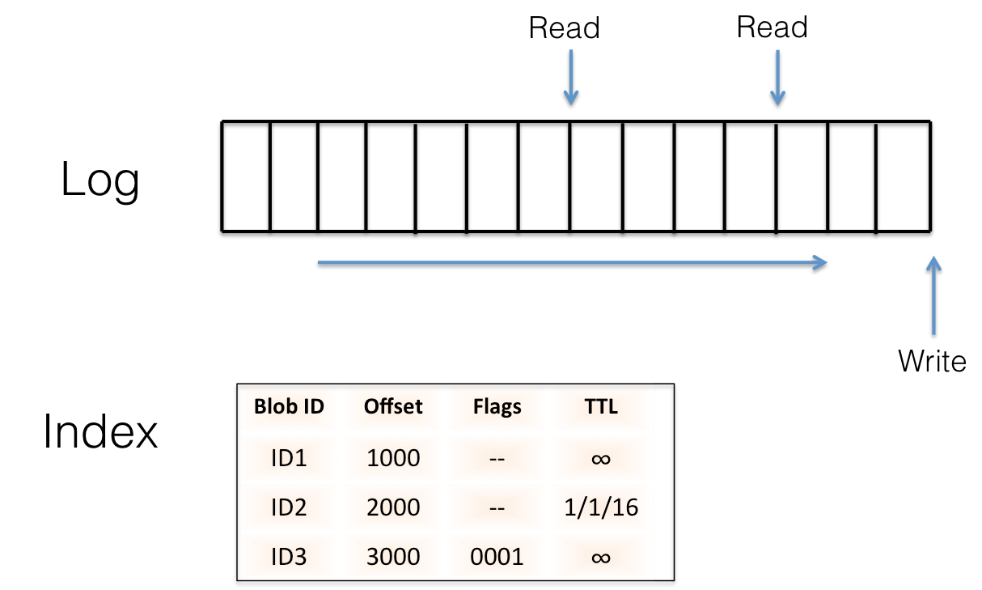 Read Read
Log
Write
Index
Blob ID Offset Flags TTL
ID1 1000 -- ∞
ID2 2000 -- 1/1/16
ID3 3000 0001 ∞